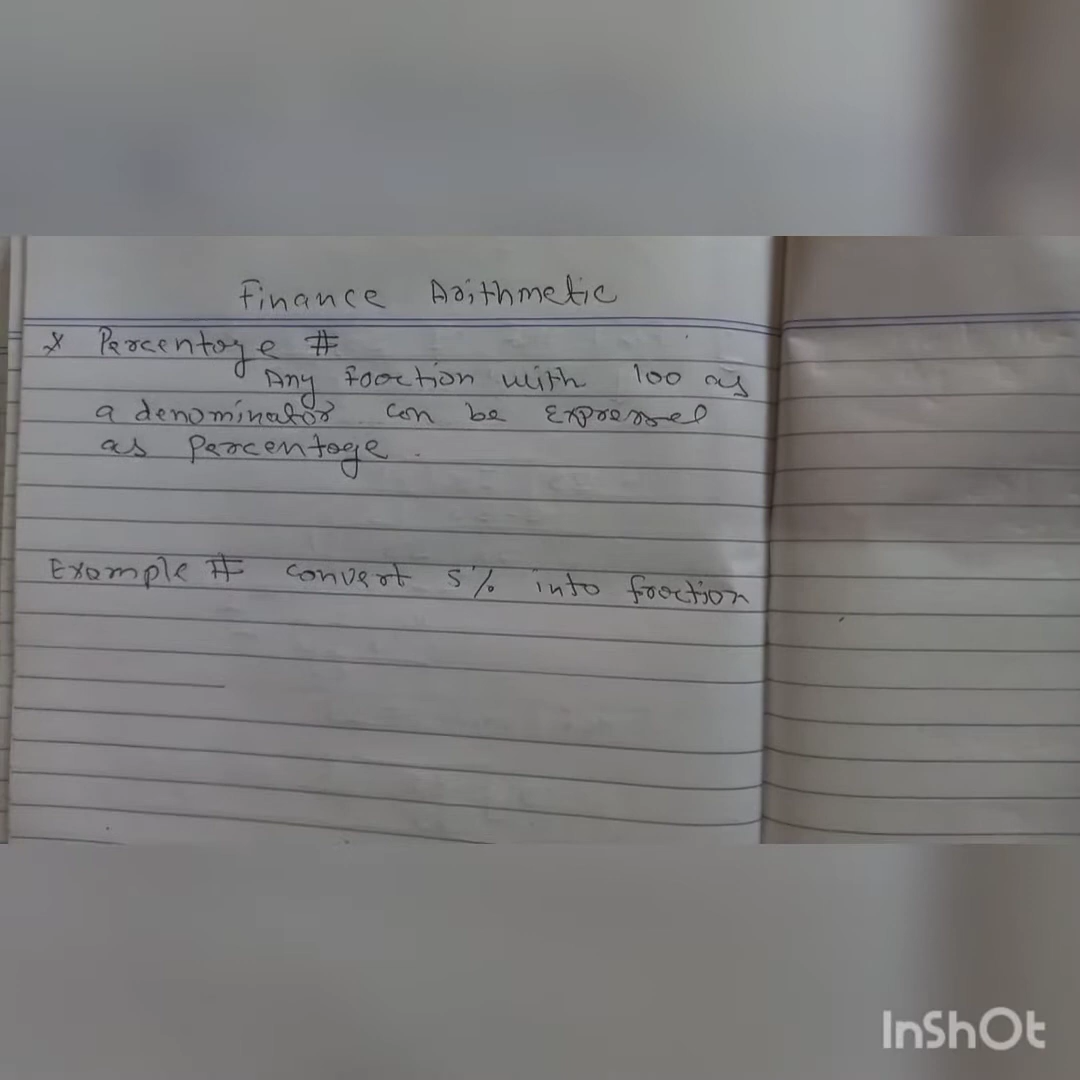 Finance Arithmetic
* Percentage #
Any fraction with 100 as
a denominator can be Expressed
as percentage.
Example # convert 5% into fraction
InShOt